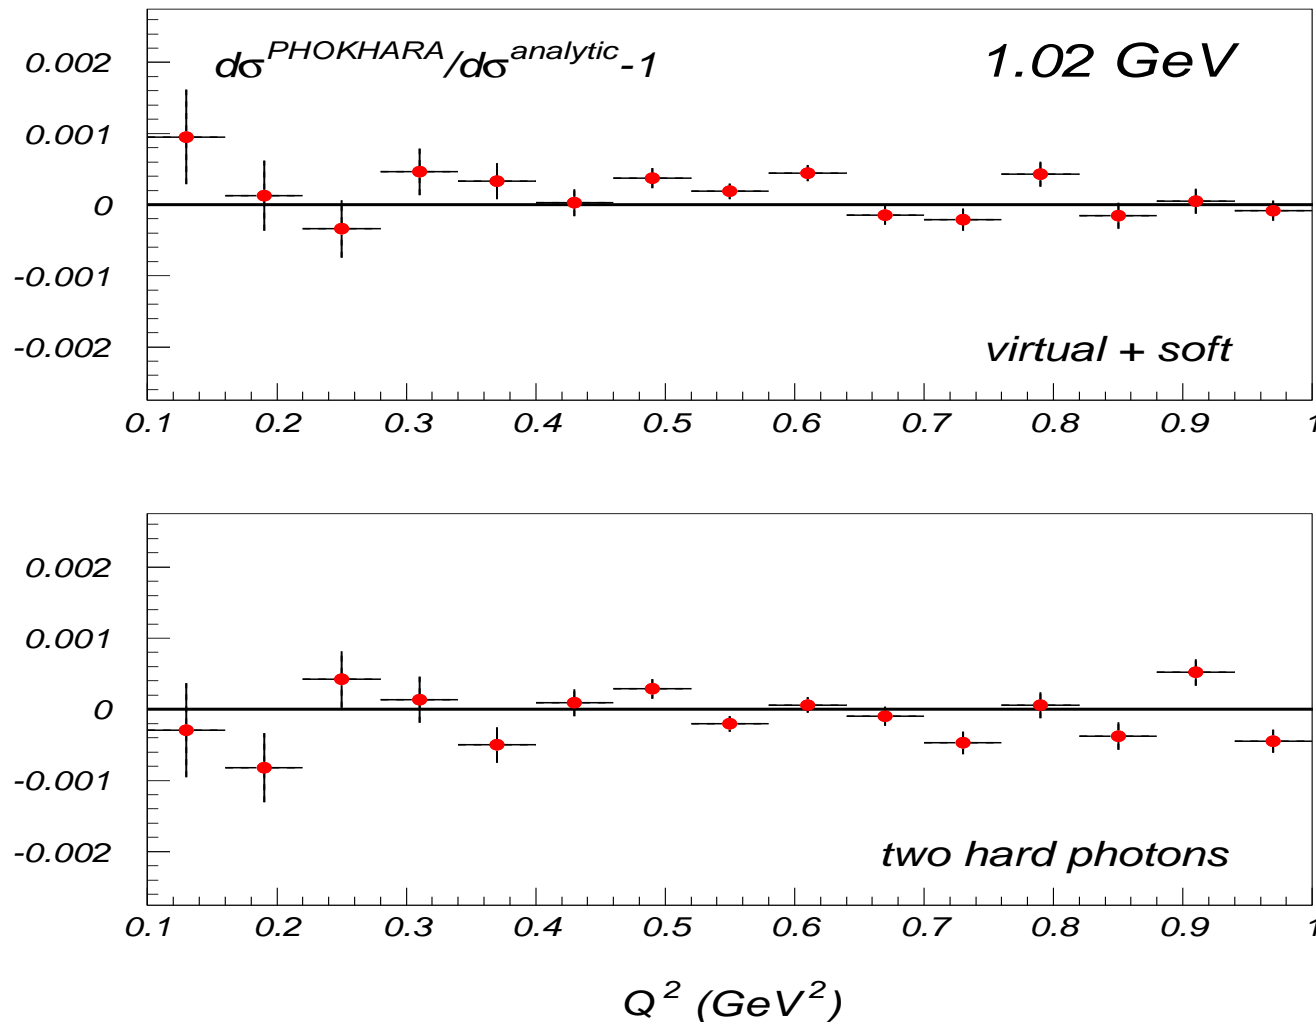 dσ^PHOKHARA/dσ^analytic-1
1.02 GeV
0.002
0.001
0
-0.001
-0.002
virtual + soft
0.1 0.2 0.3 0.4 0.5 0.6 0.7 0.8 0.9 1
0.002
0.001
0
-0.001
-0.002
two hard photons
0.1 0.2 0.3 0.4 0.5 0.6 0.7 0.8 0.9 1
Q^2 (GeV^2)